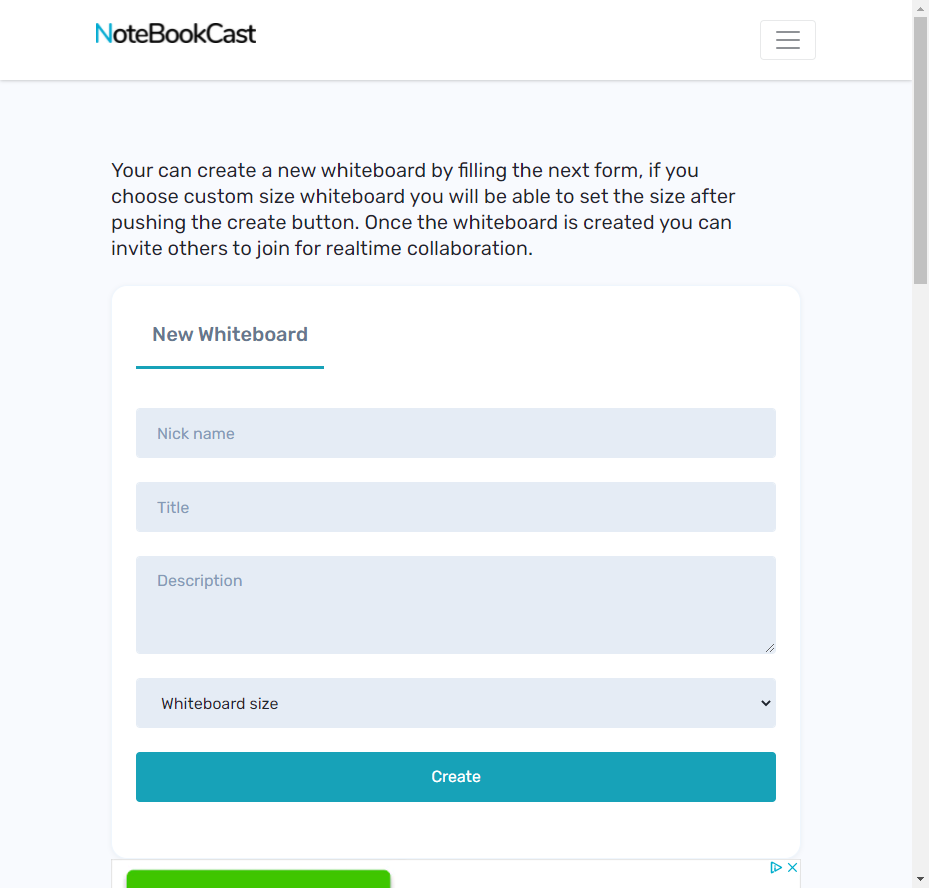 NoteBookCast
Your can create a new whiteboard by filling the next form, if you
choose custom size whiteboard you will be able to set the size after
pushing the create button. Once the whiteboard is created you can
invite others to join for realtime collaboration.
New Whiteboard
Nick name
Title
Description
Whiteboard size
Create